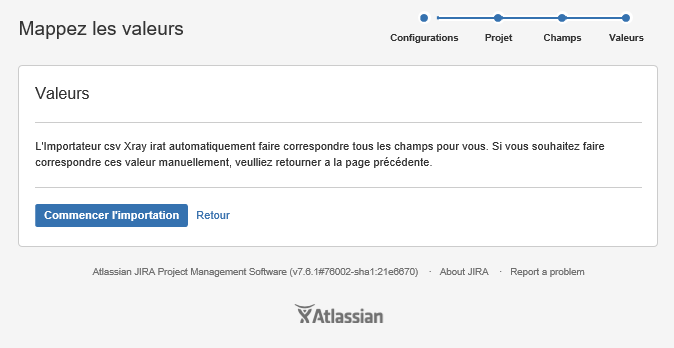 Mappez les valeurs
Configurations Projet Champs Valeurs
Valeurs
L'Importateur csv Xray irat automatiquement faire correspondre tous les champs pour vous. Si vous souhaitez faire
correspondre ces valeur manuellement, veulliez retourner a la page précédente.
Commencer l'importation Retour
Atlassian JIRA Project Management Software (v7.6.1#76002-sha1:21e6670) · About JIRA · Report a problem
Atlassian